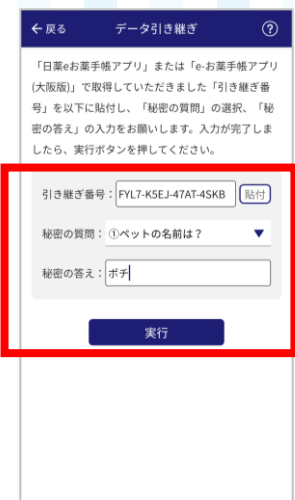 ←戻る データ引き継ぎ ?
「日薬eお薬手帳アプリ」または「e-お薬手帳アプリ
(大阪版)」で取得していただきました「引き継ぎ番
号」を以下に貼付し、「秘密の質問」の選択、「秘
密の答え」の入力をお願いします。入力が完了しま
したら、実行ボタンを押してください。
引き継ぎ番号：FYL7-K5EJ-47AT-4SKB 貼付
秘密の質問：①ペットの名前は？ ▼
秘密の答え：ポチ
実行